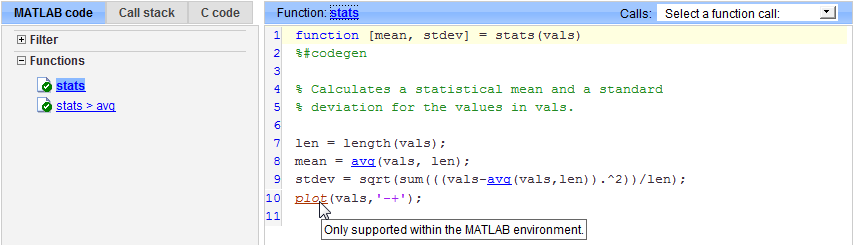 MATLAB code Call stack C code
Filter
Functions
stats
stats > avg
Function: stats Calls: Select a function call:
1 function [mean, stdev] = stats(vals)
2 %#codegen
3
4 % Calculates a statistical mean and a standard
5 % deviation for the values in vals.
6
7 len = length(vals);
8 mean = avg(vals, len);
9 stdev = sqrt(sum(((vals-avg(vals,len)).^2))/len);
10 plot(vals,'-+');
11
Only supported within the MATLAB environment.